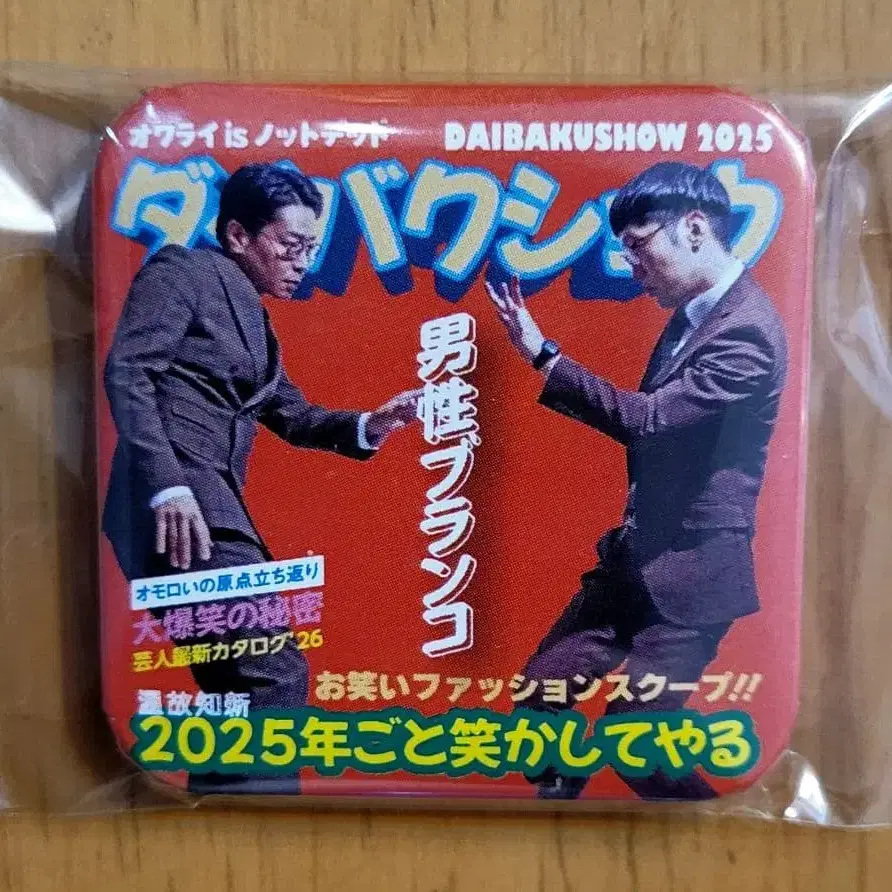 オワライ is ノットデッド
DAIBAKUSHOW 2025
ダイバクショウ
男性ブランコ
オモロいの原点立ち返り
大爆笑の秘密
芸人最新カタログ'26
お笑いファッションスクープ!!
温故知新
2025年ごと笑かしてやる